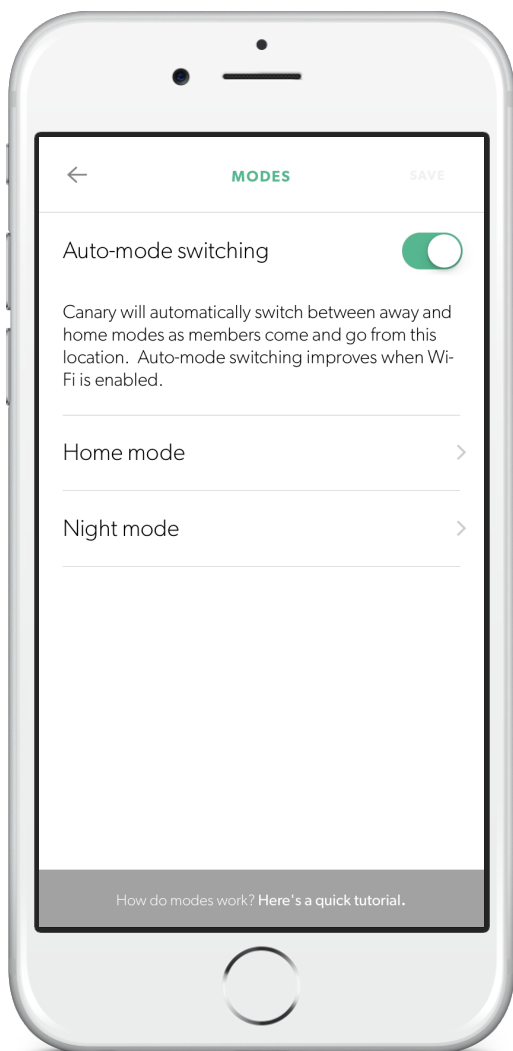 MODES
SAVE
Auto-mode switching
Canary will automatically switch between away and
home modes as members come and go from this
location.  Auto-mode switching improves when Wi-
Fi is enabled.
Home mode
Night mode
How do modes work? Here's a quick tutorial.